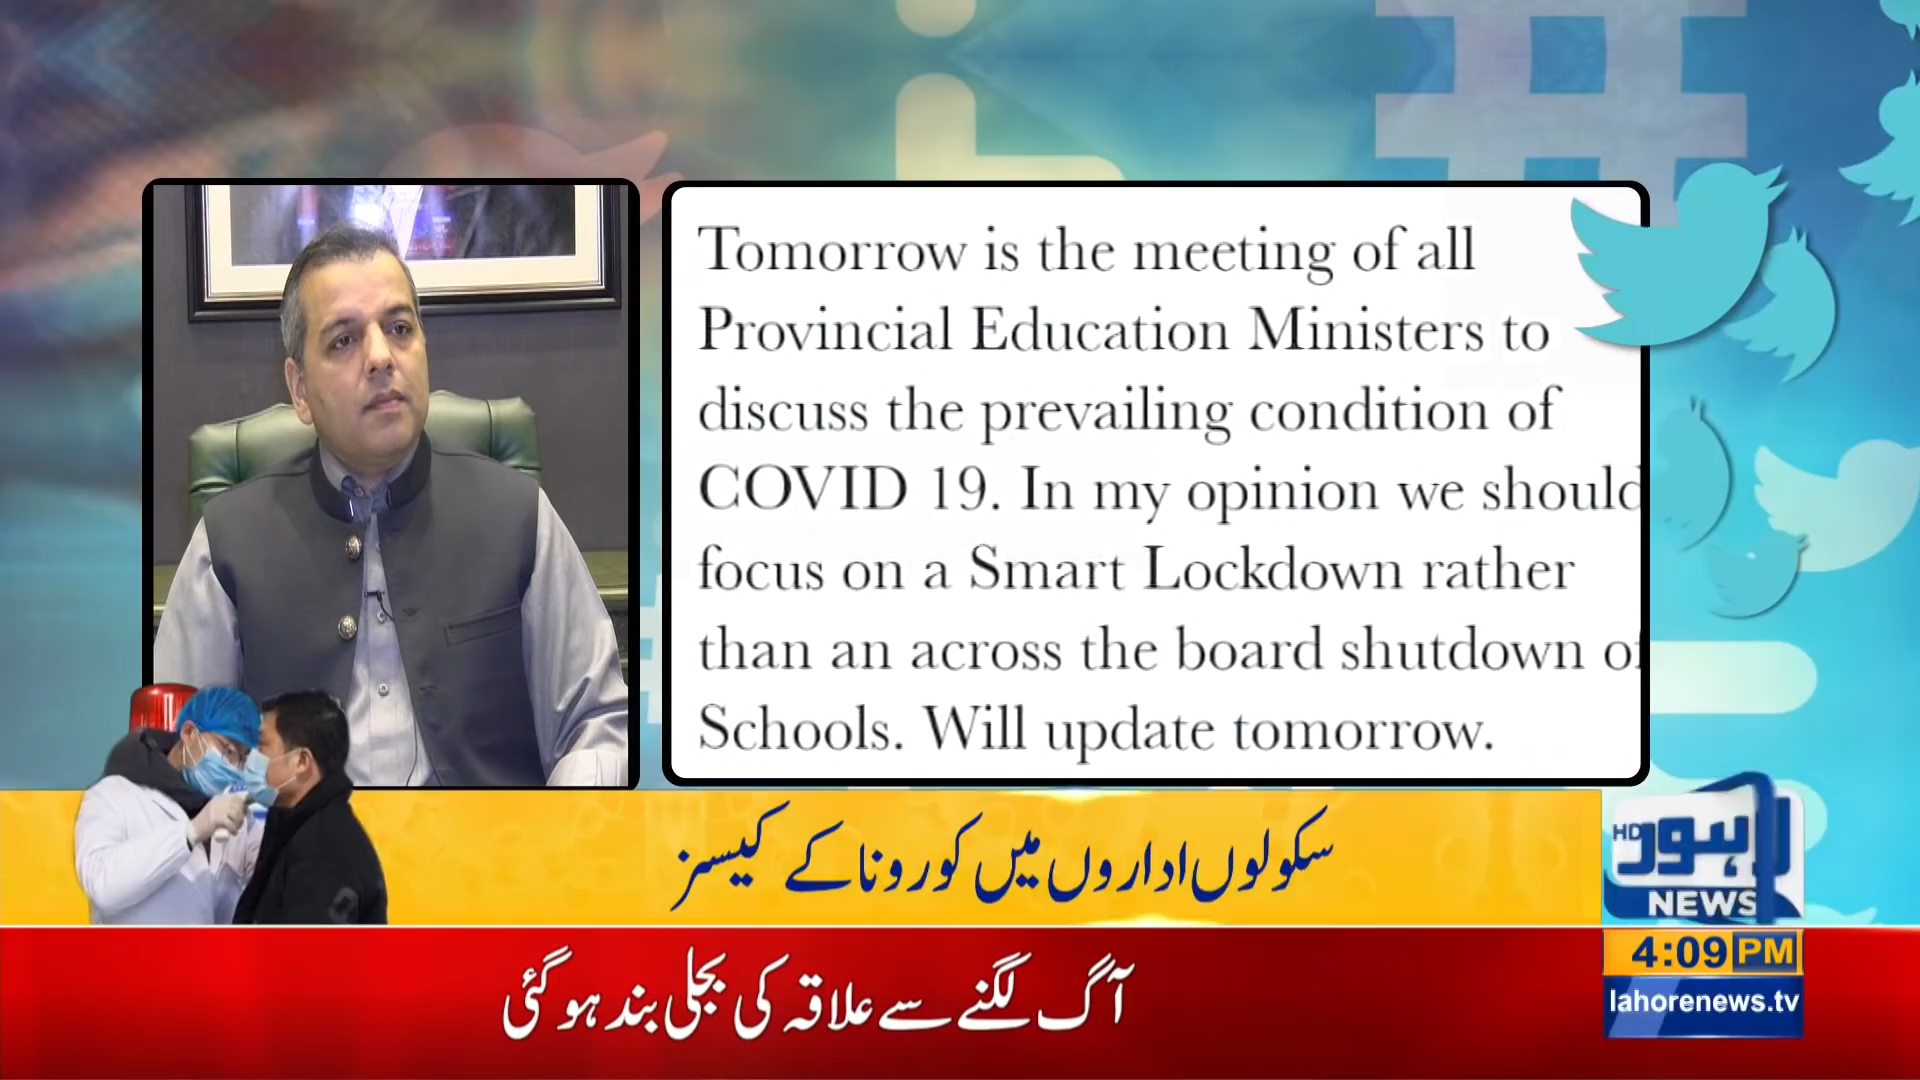 Tomorrow is the meeting of all
Provincial Education Ministers to
discuss the prevailing condition of
COVID 19. In my opinion we should
focus on a Smart Lockdown rather
than an across the board shutdown of
Schools. Will update tomorrow.
سکولوں اداروں میں کورونا کے کیسز
HD
لاہور
NEWS
4:09 PM
lahorenews.tv
آگ لگنے سے علاقہ کی بجلی بند ہوگئی